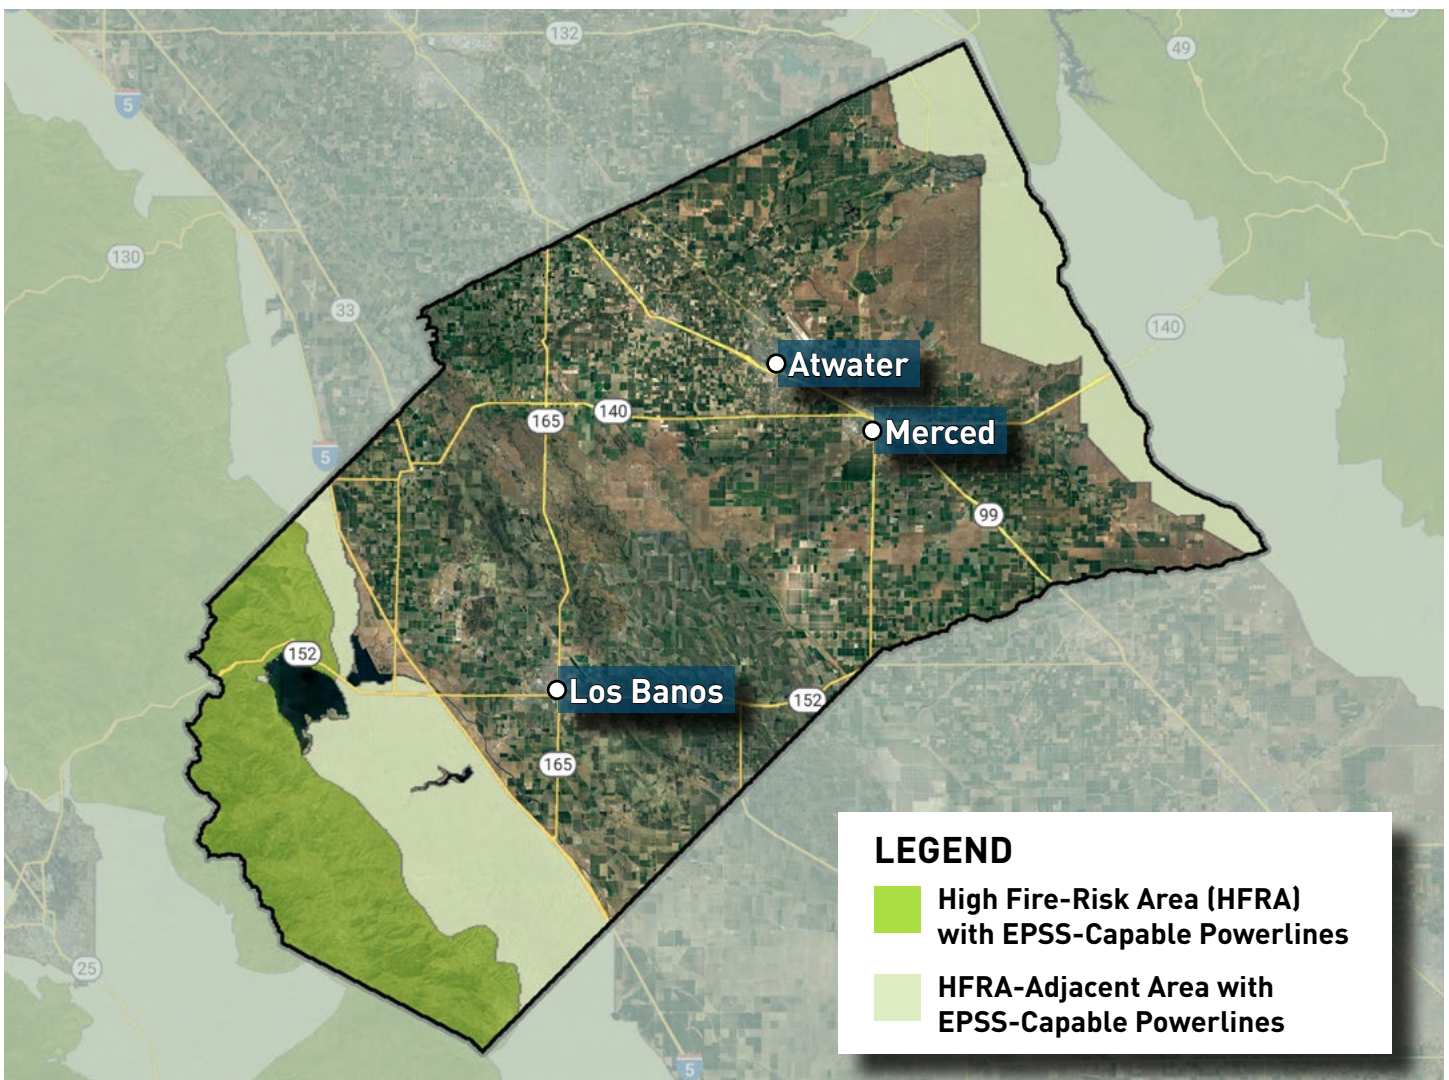 132
49
5
130
33
140
Atwater
165
140
Merced
5
99
152
Los Banos
152
165
LEGEND
High Fire-Risk Area (HFRA)
with EPSS-Capable Powerlines
HFRA-Adjacent Area with
EPSS-Capable Powerlines
25
5